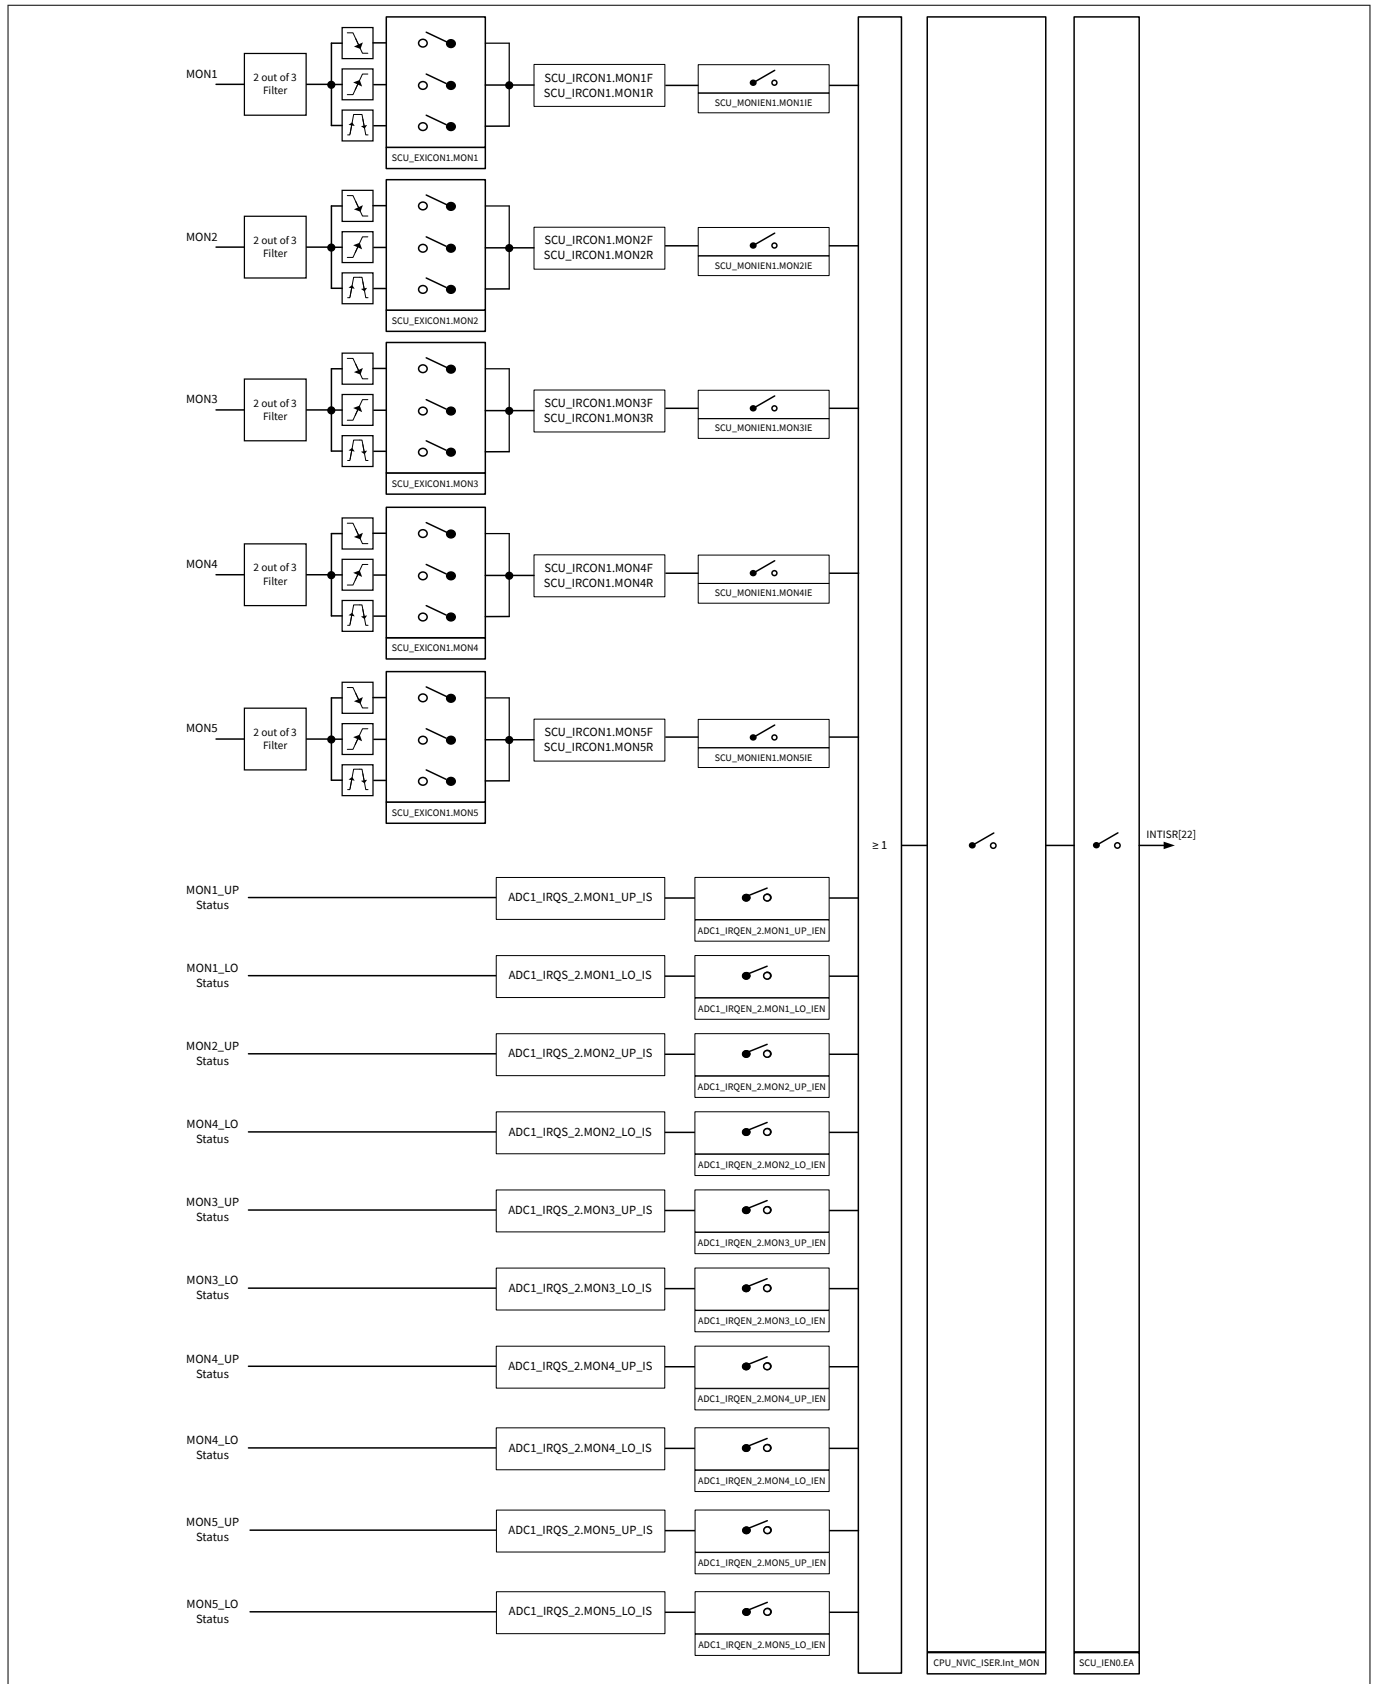 MON1
2 out of 3
Filter
SCU_EXICON1.MON1
SCU_IRCON1.MON1F
SCU_IRCON1.MON1R
SCU_MONIEN1.MON1IE
MON2
2 out of 3
Filter
SCU_EXICON1.MON2
SCU_IRCON1.MON2F
SCU_IRCON1.MON2R
SCU_MONIEN1.MON2IE
MON3
2 out of 3
Filter
SCU_EXICON1.MON3
SCU_IRCON1.MON3F
SCU_IRCON1.MON3R
SCU_MONIEN1.MON3IE
MON4
2 out of 3
Filter
SCU_EXICON1.MON4
SCU_IRCON1.MON4F
SCU_IRCON1.MON4R
SCU_MONIEN1.MON4IE
MON5
2 out of 3
Filter
SCU_EXICON1.MON5
SCU_IRCON1.MON5F
SCU_IRCON1.MON5R
SCU_MONIEN1.MON5IE
≥ 1
INTISR[22]
MON1_UP
Status
ADC1_IRQS_2.MON1_UP_IS
ADC1_IRQEN_2.MON1_UP_IEN
MON1_LO
Status
ADC1_IRQS_2.MON1_LO_IS
ADC1_IRQEN_2.MON1_LO_IEN
MON2_UP
Status
ADC1_IRQS_2.MON2_UP_IS
ADC1_IRQEN_2.MON2_UP_IEN
MON4_LO
Status
ADC1_IRQS_2.MON2_LO_IS
ADC1_IRQEN_2.MON2_LO_IEN
MON3_UP
Status
ADC1_IRQS_2.MON3_UP_IS
ADC1_IRQEN_2.MON3_UP_IEN
MON3_LO
Status
ADC1_IRQS_2.MON3_LO_IS
ADC1_IRQEN_2.MON3_LO_IEN
MON4_UP
Status
ADC1_IRQS_2.MON4_UP_IS
ADC1_IRQEN_2.MON4_UP_IEN
MON4_LO
Status
ADC1_IRQS_2.MON4_LO_IS
ADC1_IRQEN_2.MON4_LO_IEN
MON5_UP
Status
ADC1_IRQS_2.MON5_UP_IS
ADC1_IRQEN_2.MON5_UP_IEN
MON5_LO
Status
ADC1_IRQS_2.MON5_LO_IS
ADC1_IRQEN_2.MON5_LO_IEN
CPU_NVIC_ISER.Int_MON
SCU_IEN0.EA